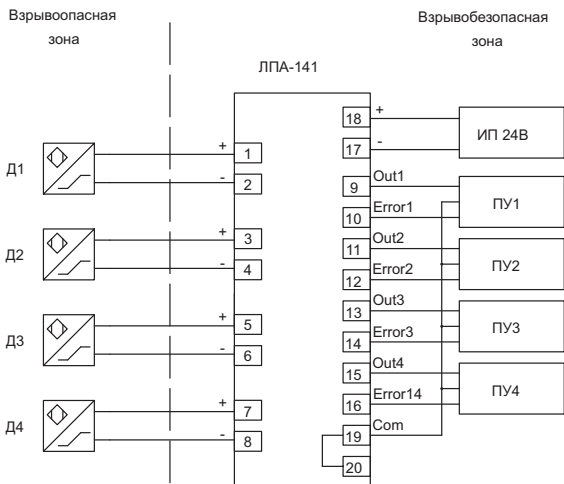 Взрывоопасная
зона
Взрывобезопасная
зона
ЛПА-141
Д1
+ 1
- 2
Д2
+ 3
- 4
Д3
+ 5
- 6
Д4
+ 7
- 8
18 +
17 -
ИП 24В
9 Out1
10 Error1
ПУ1
11 Out2
12 Error2
ПУ2
13 Out3
14 Error3
ПУ3
15 Out4
16 Error14
ПУ4
19 Com
20